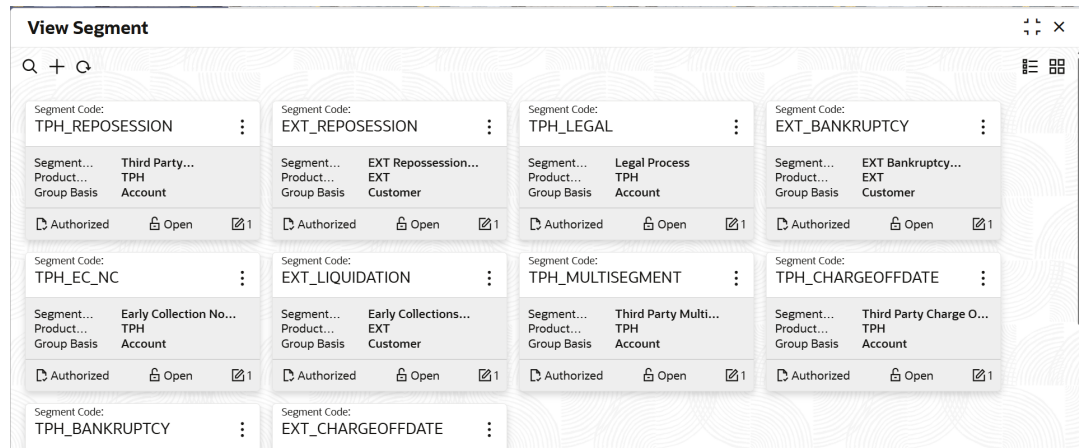 View Segment
Segment Code:
TPH_REPOSESSION
Segment... Third Party...
Product... TPH
Group Basis Account
Authorized Open 1
Segment Code:
EXT_REPOSESSION
Segment... EXT Repossession...
Product... EXT
Group Basis Customer
Authorized Open 1
Segment Code:
TPH_LEGAL
Segment... Legal Process
Product... TPH
Group Basis Account
Authorized Open 1
Segment Code:
EXT_BANKRUPTCY
Segment... EXT Bankruptcy...
Product... EXT
Group Basis Customer
Authorized Open 1
Segment Code:
TPH_EC_NC
Segment... Early Collection No...
Product... TPH
Group Basis Account
Authorized Open 1
Segment Code:
EXT_LIQUIDATION
Segment... Early Collections...
Product... EXT
Group Basis Customer
Authorized Open 1
Segment Code:
TPH_MULTISEGMENT
Segment... Third Party Multi...
Product... TPH
Group Basis Account
Authorized Open 1
Segment Code:
TPH_CHARGEOFFDATE
Segment... Third Party Charge O...
Product... TPH
Group Basis Account
Authorized Open 1
Segment Code:
TPH_BANKRUPTCY
Segment Code:
EXT_CHARGEOFFDATE